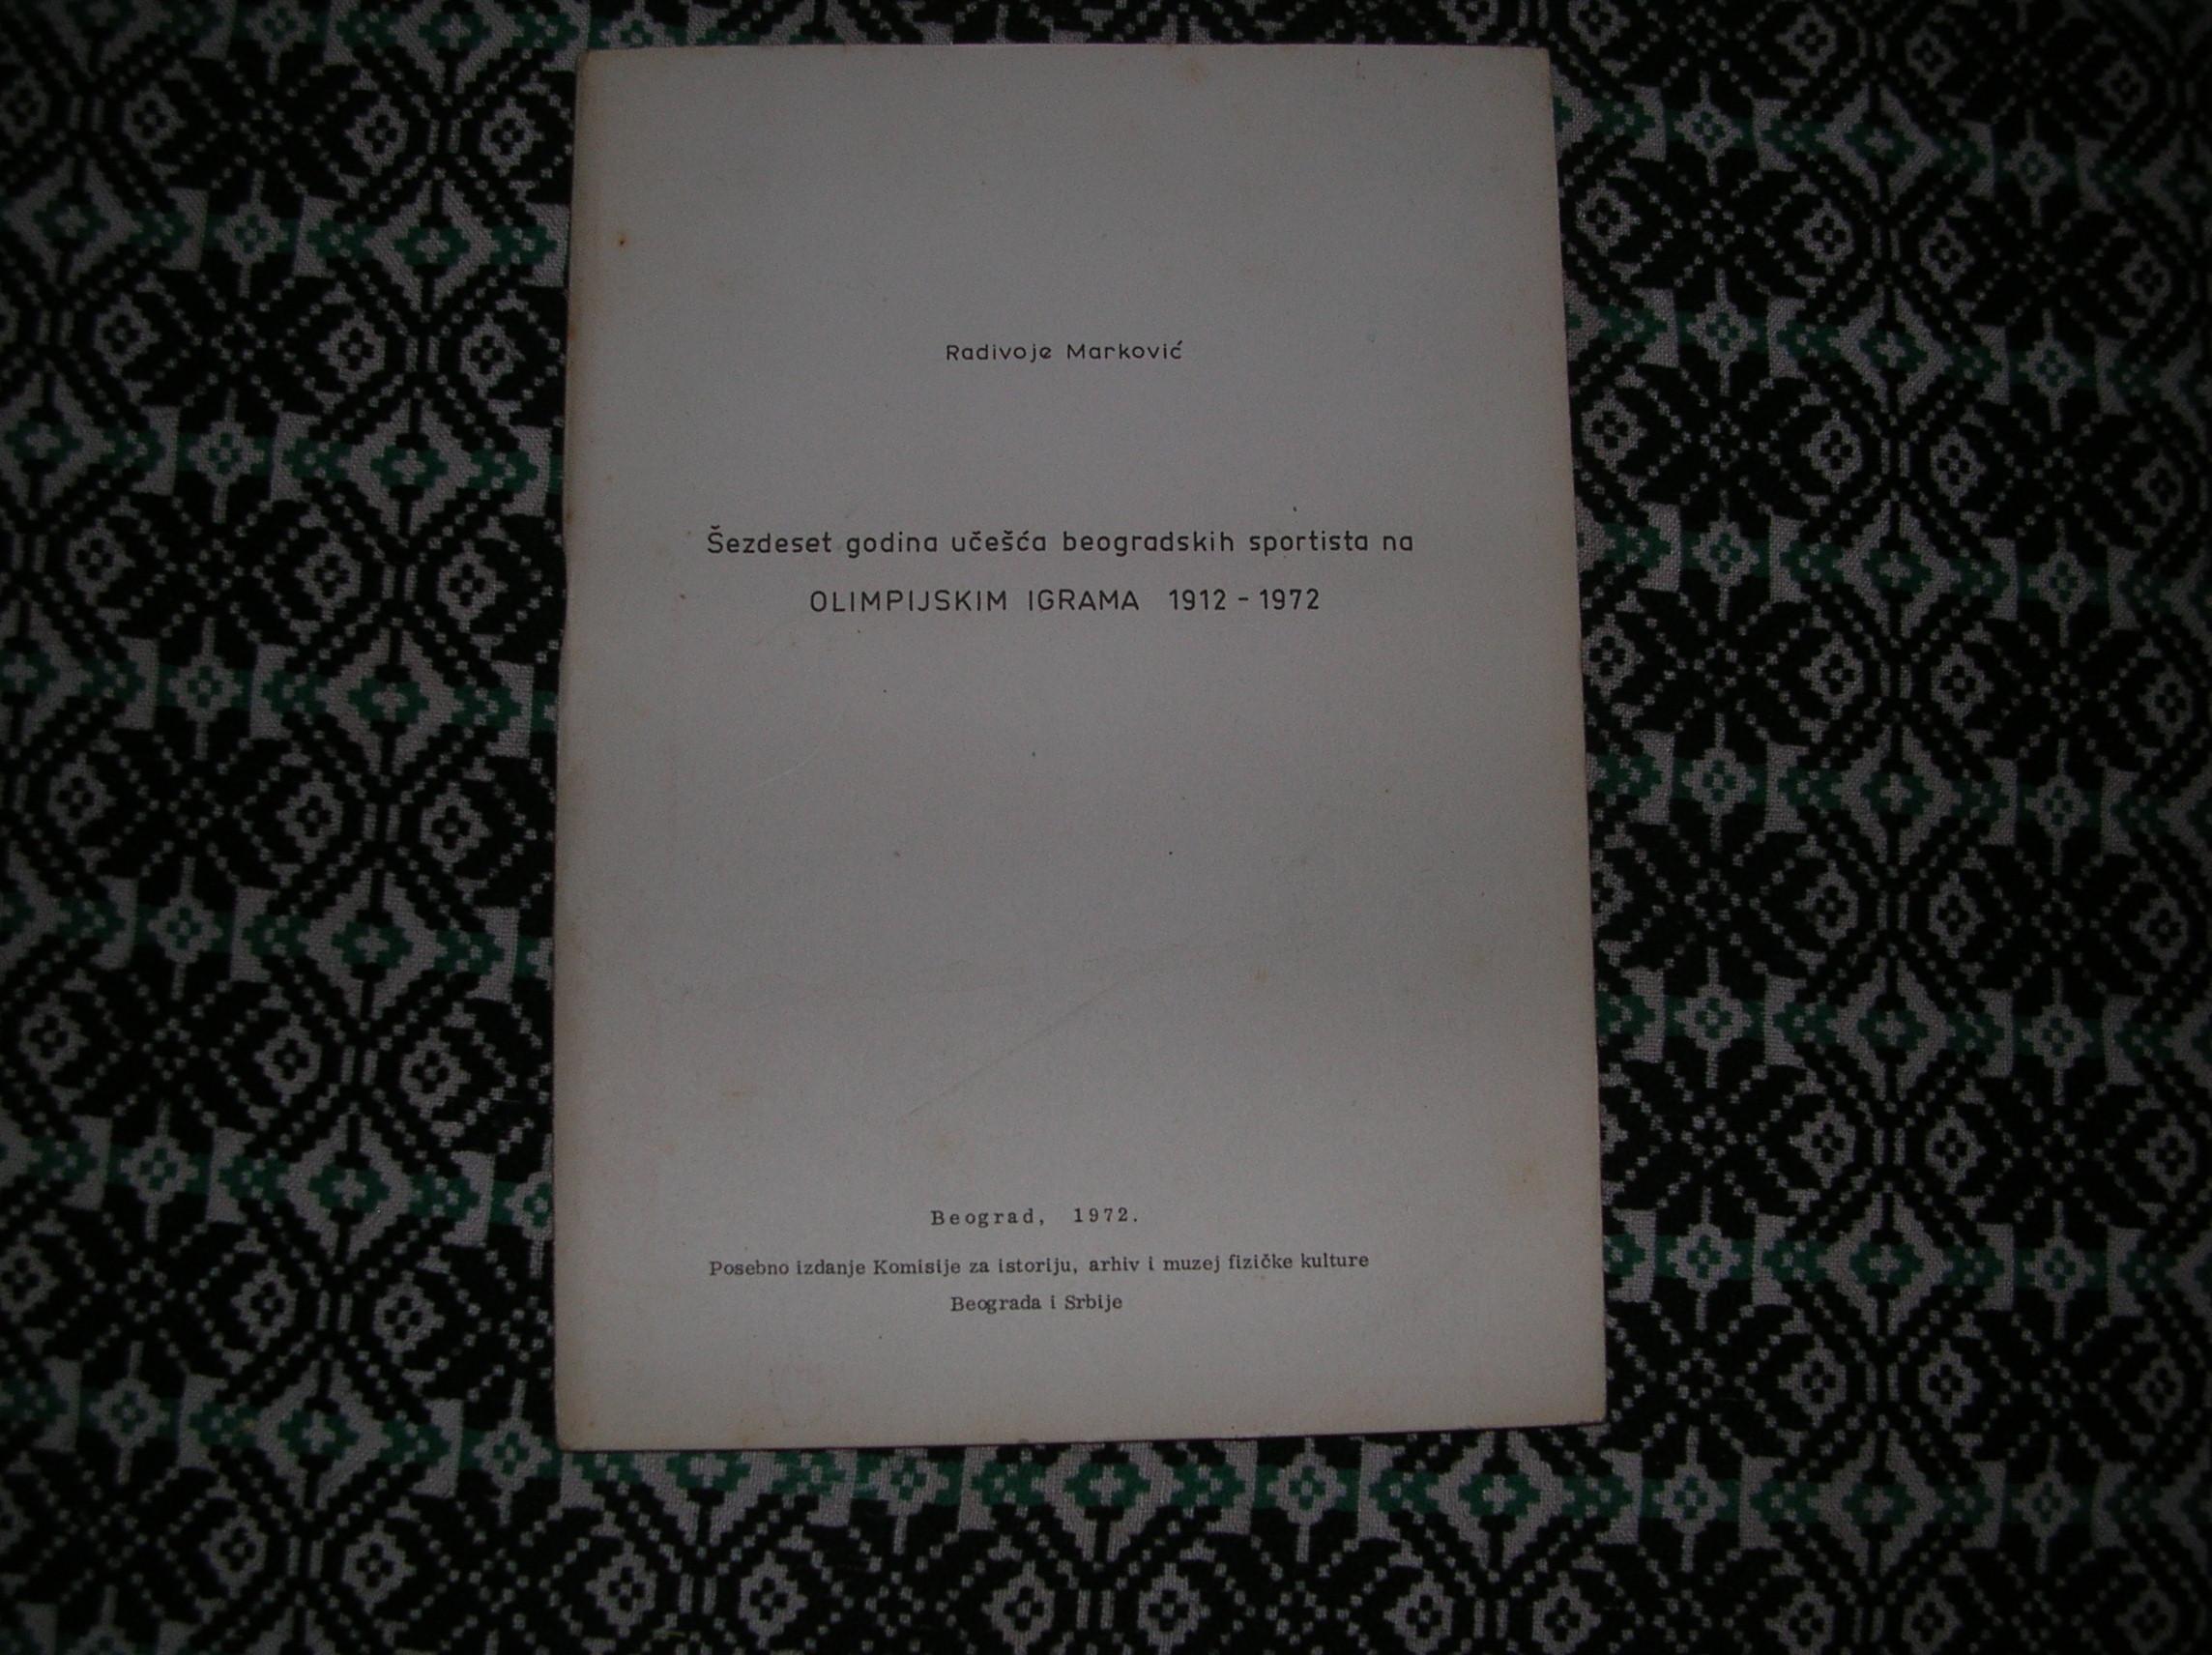 Radivoje Marković
Šezdeset godina učešća beogradskih sportista na
OLIMPIJSKIM IGRAMA 1912 - 1972
Beograd, 1972.
Posebno izdanje Komisije za istoriju, arhiv i muzej fizičke kulture
Beograda i Srbije